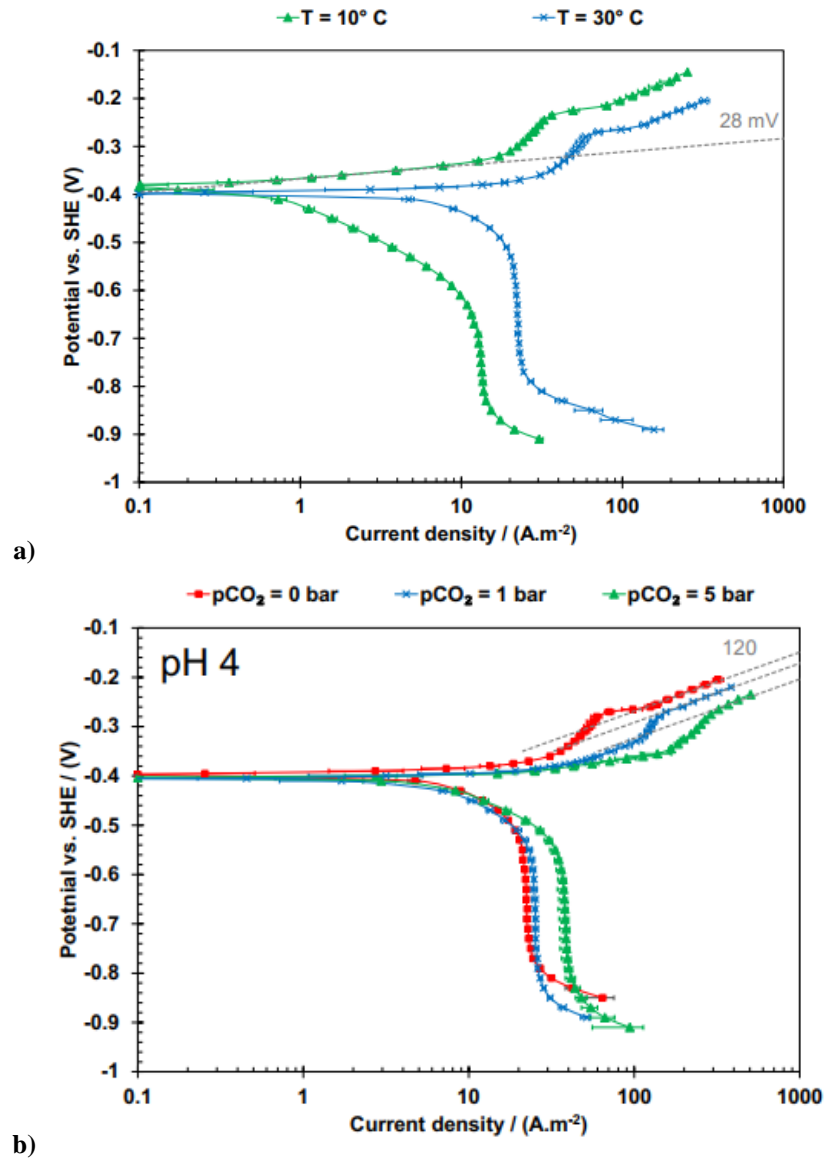 T = 10° C T = 30° C
-0.1
-0.2
-0.3
-0.4
-0.5
-0.6
-0.7
-0.8
-0.9
-1
Potential vs. SHE (V)
28 mV
0.1 1 10 100 1000
Current density / (A.m⁻²)
a)
pCO₂ = 0 bar pCO₂ = 1 bar pCO₂ = 5 bar
-0.1
-0.2
-0.3
-0.4
-0.5
-0.6
-0.7
-0.8
-0.9
-1
Potetnial vs. SHE / (V)
pH 4
120
0.1 1 10 100 1000
Current density / (A.m⁻²)
b)